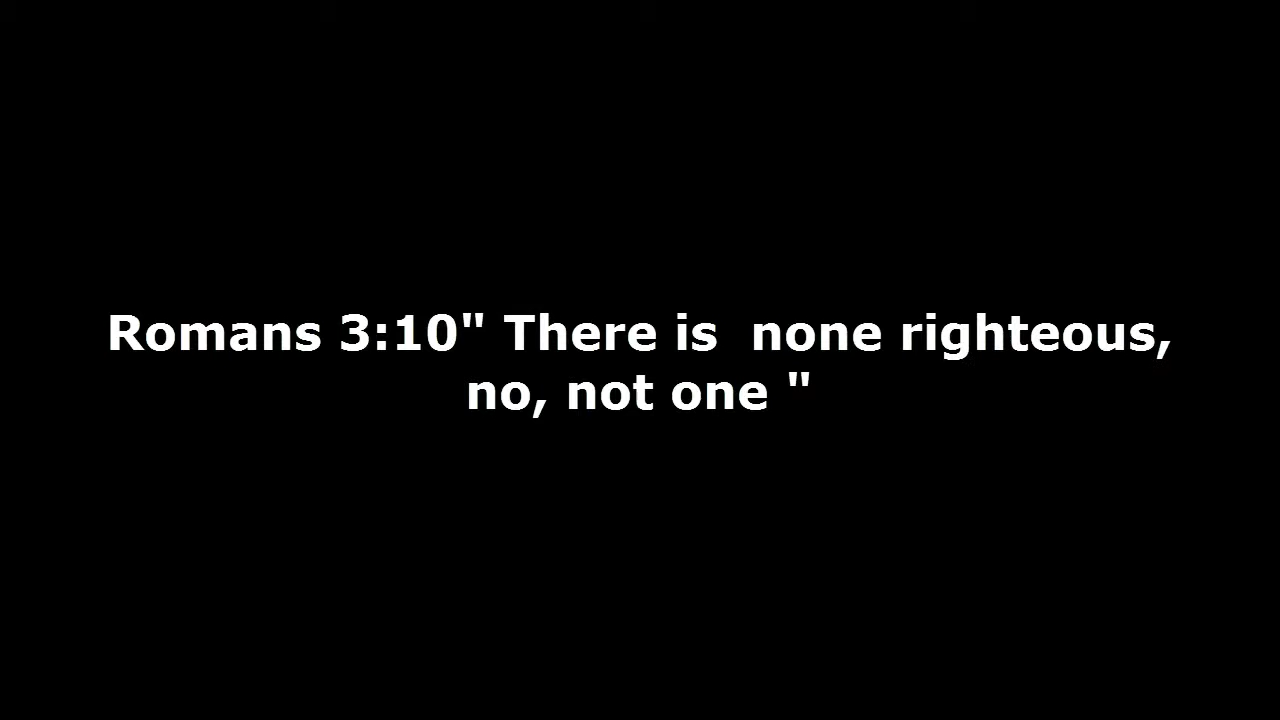 Romans 3:10" There is  none righteous,
no, not one "